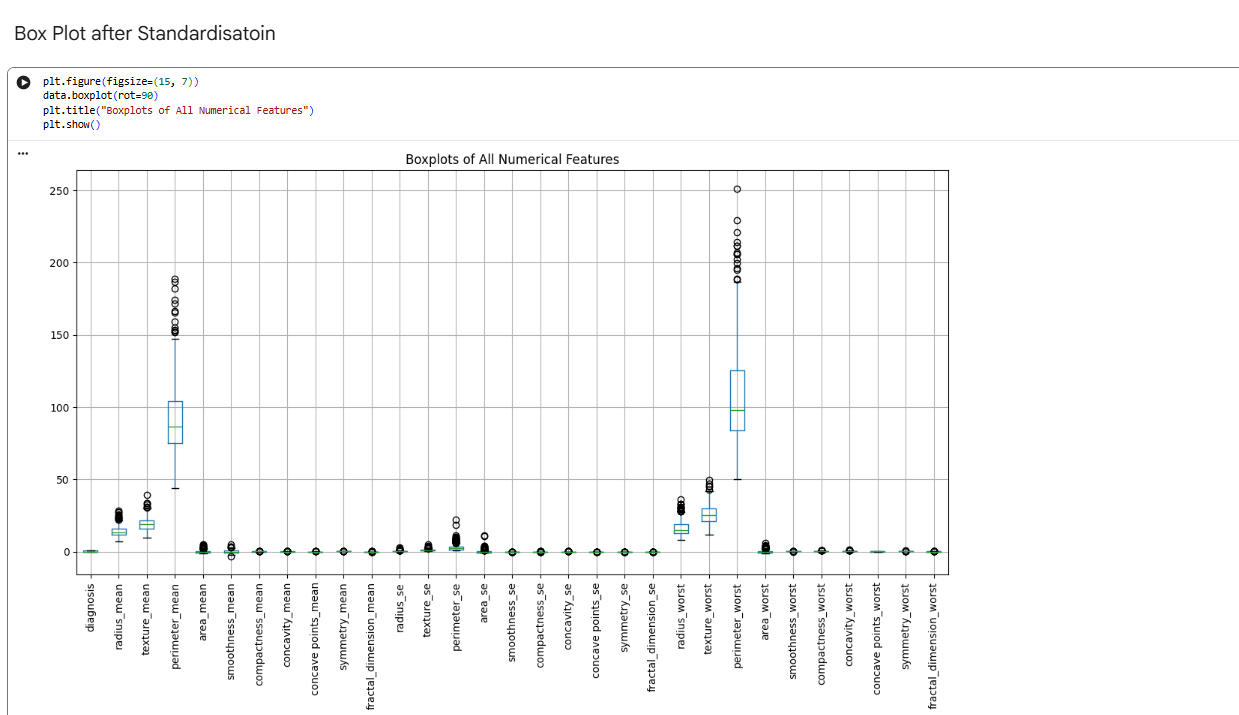 Box Plot after Standardisatoin
plt.figure(figsize=(15, 7))
data.boxplot(rot=90)
plt.title("Boxplots of All Numerical Features")
plt.show()
...
Boxplots of All Numerical Features
250
200
150
100
50
0
diagnosis
radius_mean
texture_mean
perimeter_mean
area_mean
smoothness_mean
compactness_mean
concavity_mean
concave points_mean
symmetry_mean
fractal_dimension_mean
radius_se
texture_se
perimeter_se
area_se
smoothness_se
compactness_se
concavity_se
concave points_se
symmetry_se
fractal_dimension_se
radius_worst
texture_worst
perimeter_worst
area_worst
smoothness_worst
compactness_worst
concavity_worst
concave points_worst
symmetry_worst
fractal_dimension_worst